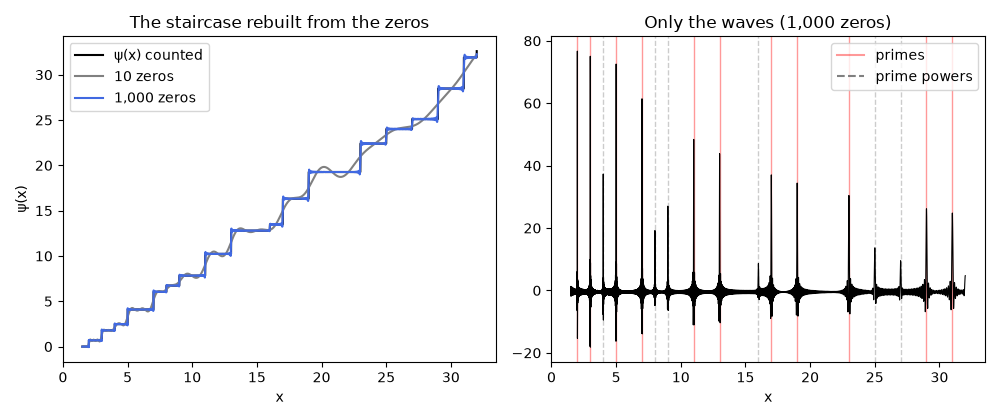 The staircase rebuilt from the zeros
ψ(x) counted
10 zeros
1,000 zeros
ψ(x)
30
25
20
15
10
5
0
0
5
10
15
20
25
30
x
Only the waves (1,000 zeros)
primes
prime powers
80
60
40
20
0
−20
0
5
10
15
20
25
30
x